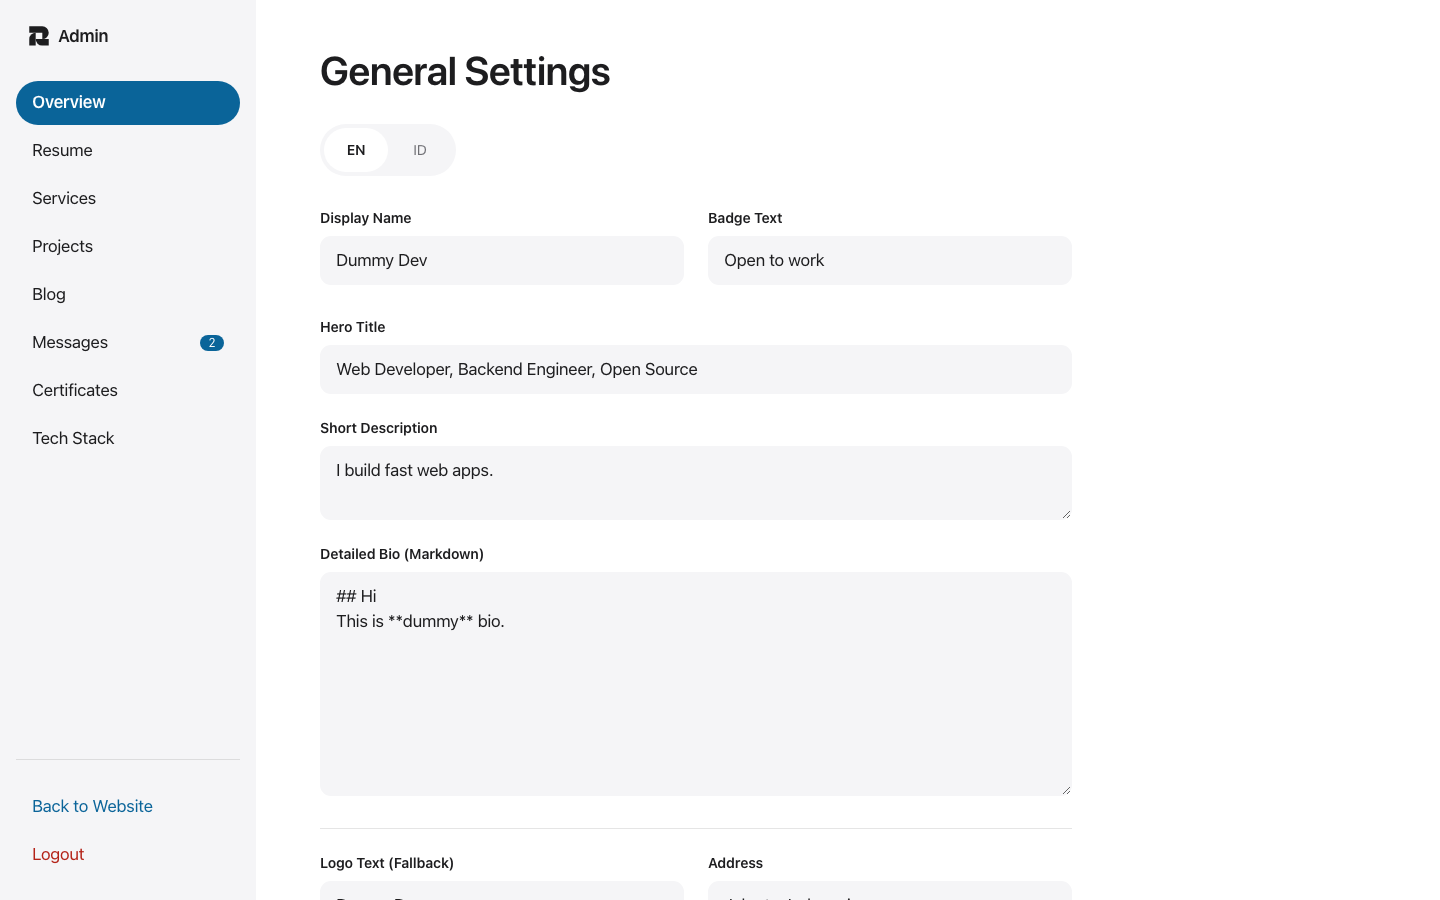 Admin
Overview
Resume
Services
Projects
Blog
Messages 2
Certificates
Tech Stack
Back to Website
Logout
General Settings
EN ID
Display Name
Dummy Dev
Badge Text
Open to work
Hero Title
Web Developer, Backend Engineer, Open Source
Short Description
I build fast web apps.
Detailed Bio (Markdown)
## Hi
This is **dummy** bio.
Logo Text (Fallback)
Address